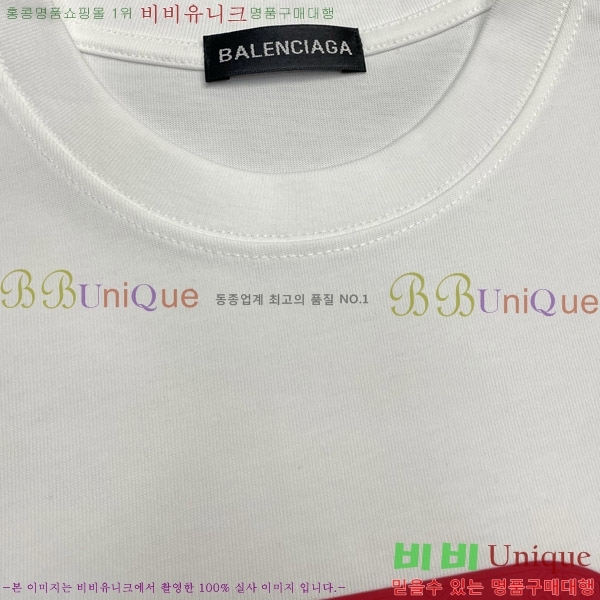 홍콩명품쇼핑몰 1위 비비유니크명품구매대행
BALENCIAGA
BBUniQue 동종업계 최고의 품질 NO.1 BBUniQue
비비 Unique
믿을수 있는 명품구매대행
-본 이미지는 비비유니크에서 촬영한 100% 실사 이미지 입니다.-